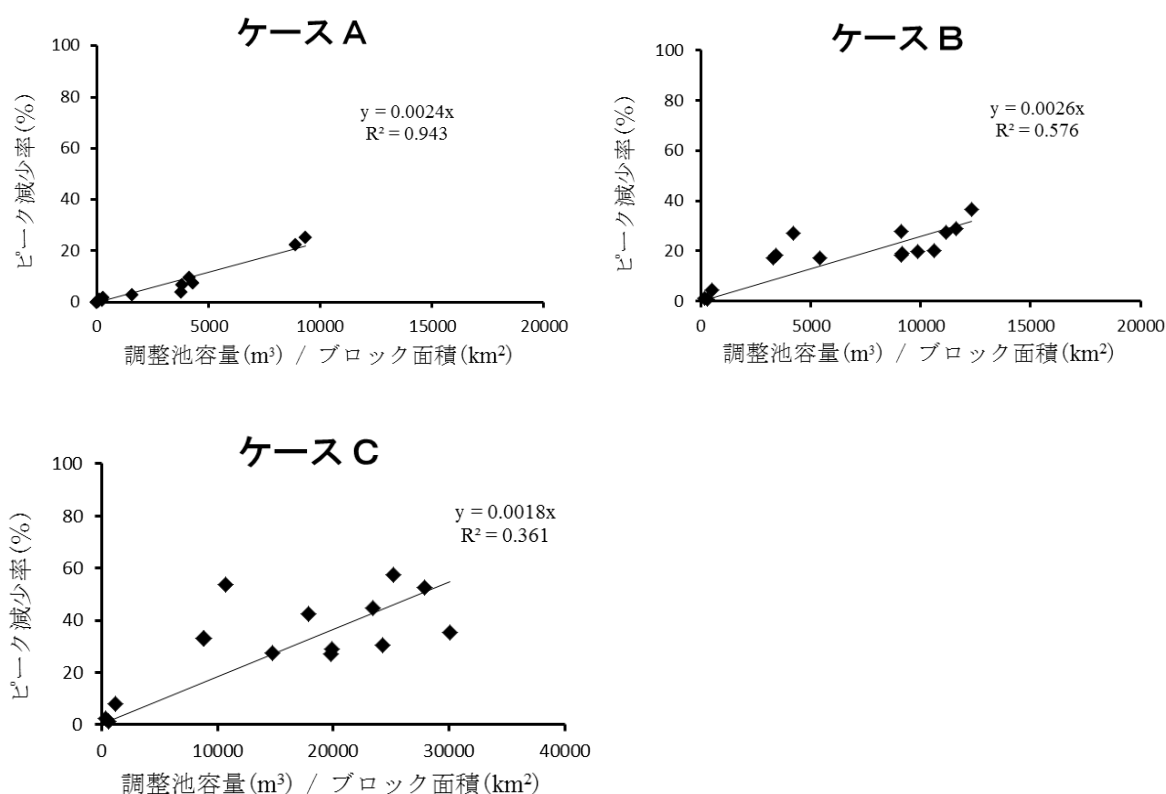 ケース A
100
80
60
40
20
0
ピーク減少率(%)
y = 0.0024x
R² = 0.943
0 5000 10000 15000 20000
調整池容量(m³) / ブロック面積(km²)
ケース B
100
80
60
40
20
0
ピーク減少率(%)
y = 0.0026x
R² = 0.576
0 5000 10000 15000 20000
調整池容量(m³) / ブロック面積(km²)
ケース C
100
80
60
40
20
0
ピーク減少率(%)
y = 0.0018x
R² = 0.361
0 10000 20000 30000 40000
調整池容量(m³) / ブロック面積(km²)